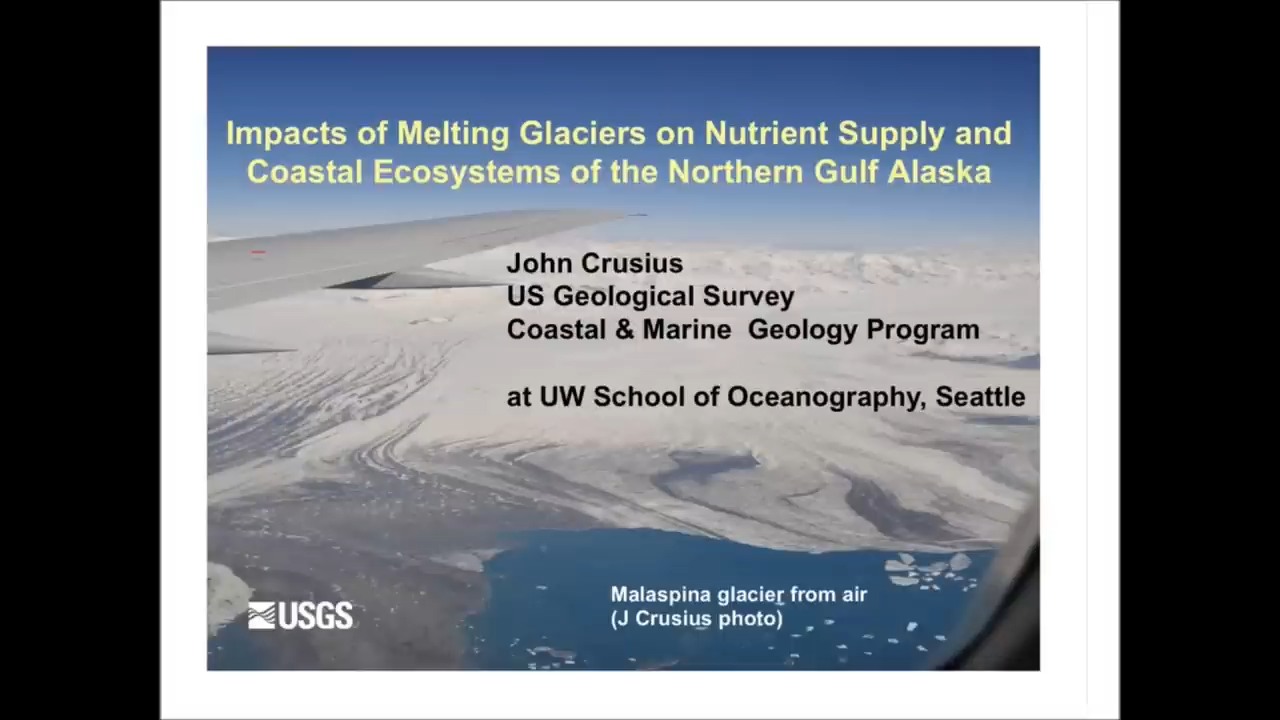 Impacts of Melting Glaciers on Nutrient Supply and
Coastal Ecosystems of the Northern Gulf Alaska
John Crusius
US Geological Survey
Coastal & Marine Geology Program
at UW School of Oceanography, Seattle
Malaspina glacier from air
(J Crusius photo)
USGS